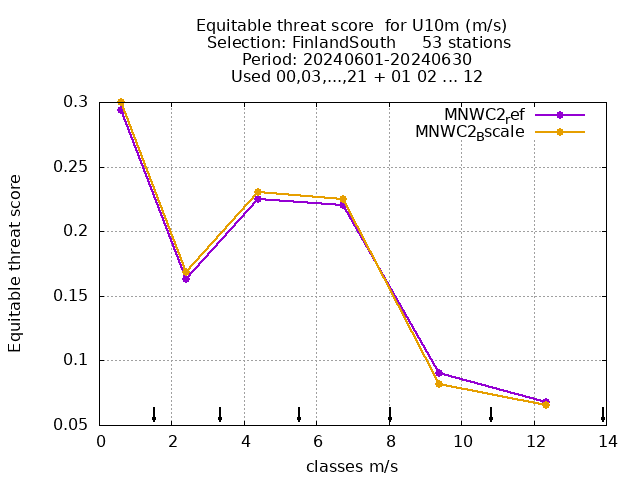 Equitable threat score  for U10m (m/s)
Selection: FinlandSouth     53 stations
Period: 20240601-20240630
Used 00,03,...,21 + 01 02 ... 12
MNWC2ref
MNWC2Bscale
Equitable threat score
0.3
0.25
0.2
0.15
0.1
0.05
0 2 4 6 8 10 12 14
classes m/s